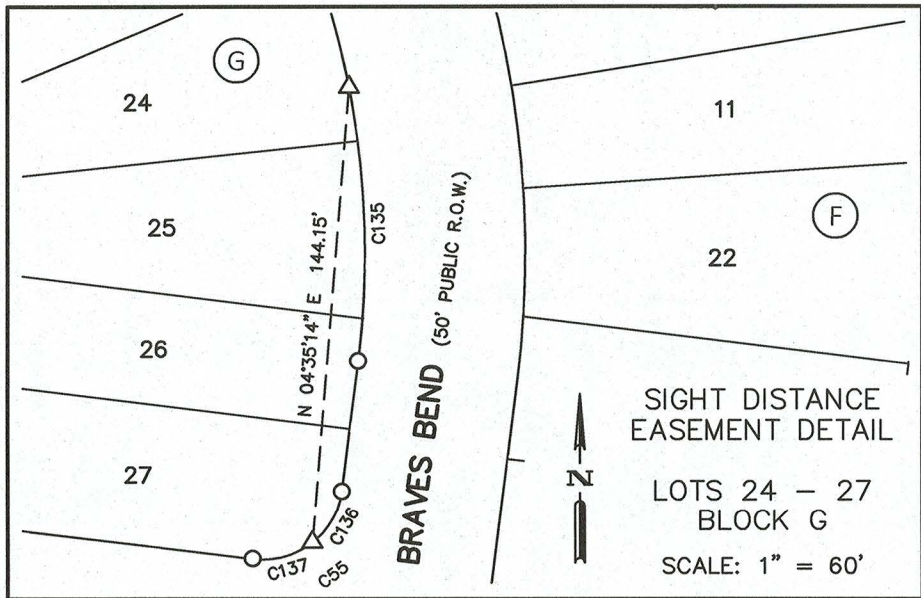 G
24
11
C135
25
F
22
N 04°35'14" E 144.15'
BRAVES BEND (50' PUBLIC R.O.W.)
26
27
C136
C137
C55
N
SIGHT DISTANCE
EASEMENT DETAIL
LOTS 24 – 27
BLOCK G
SCALE: 1" = 60'